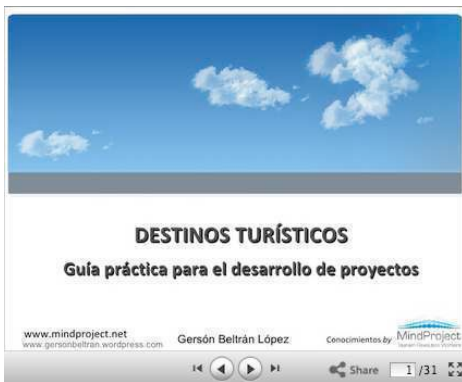 DESTINOS TURÍSTICOS
Guía práctica para el desarrollo de proyectos
www.mindproject.net
www.gersonbeltran.wordpress.com
Gersón Beltrán López
Conocimientos by MindProject
Share 1 /31